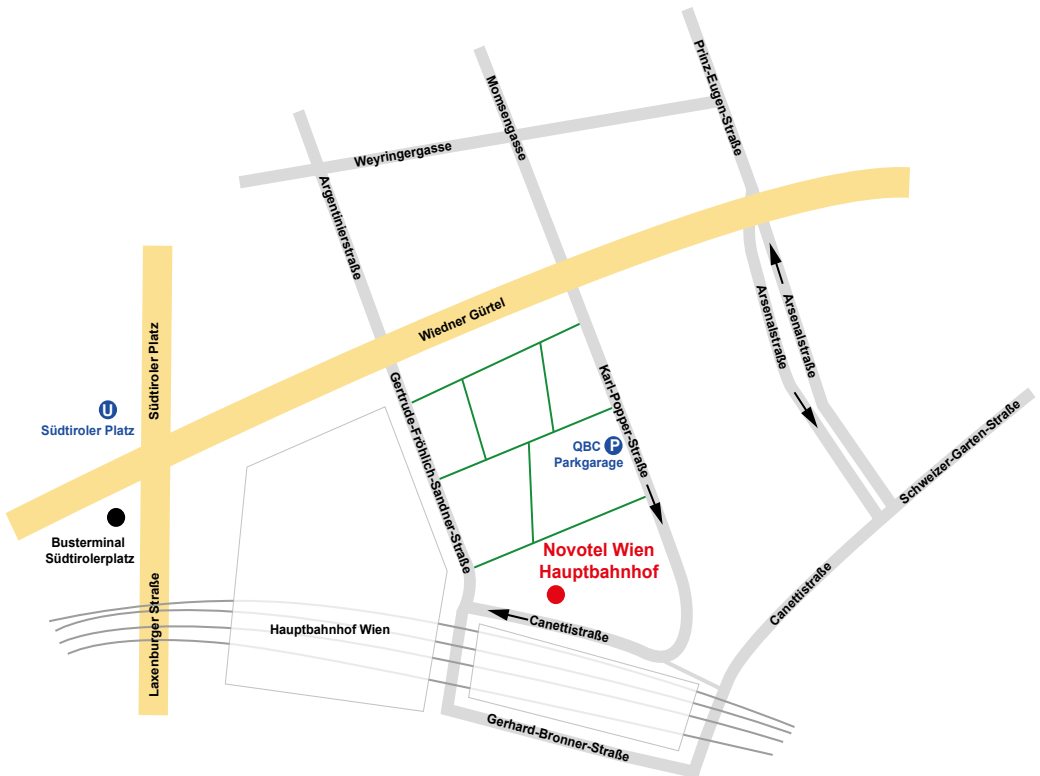 Prinz-Eugen-Straße
Momsengasse
Weyringergasse
Argentinierstraße
Wiedner Gürtel
Arsenalstraße
Arsenalstraße
Südtiroler Platz
U
Südtiroler Platz
Gertrude-Fröhlich-Sandner-Straße
Karl-Popper-Straße
QBC P
Parkgarage
Schweizer-Garten-Straße
Busterminal
Südtirolerplatz
Novotel Wien
Hauptbahnhof
Canettistraße
Laxenburger Straße
Hauptbahnhof Wien
Canettistraße
Gerhard-Bronner-Straße